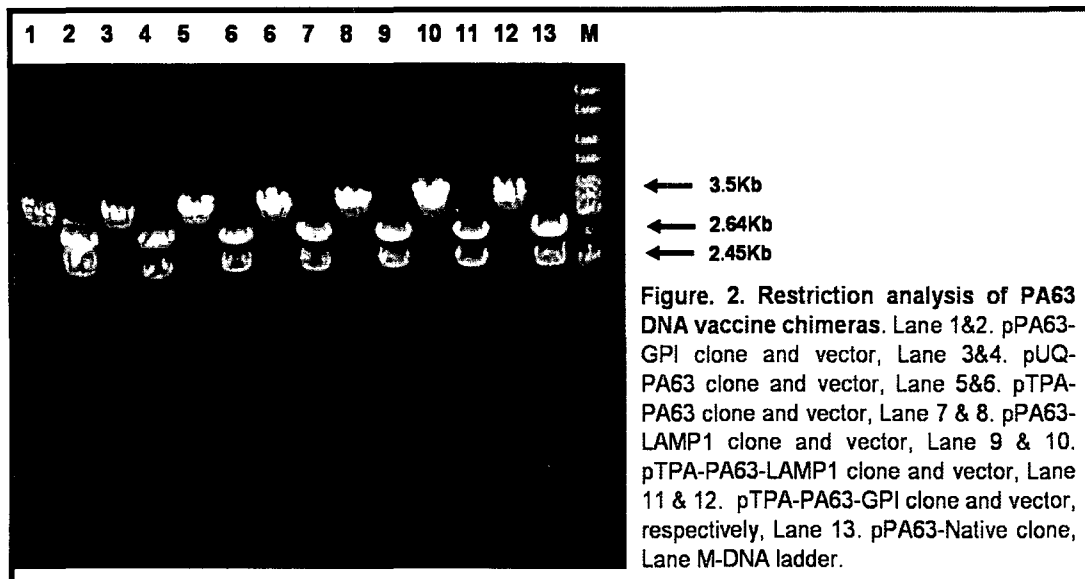 1 2 3 4 5 6 6 7 8 9 10 11 12 13 M
3.5Kb
2.64Kb
2.45Kb
Figure. 2. Restriction analysis of PA63
DNA vaccine chimeras. Lane 1&2. pPA63-
GPI clone and vector, Lane 3&4. pUQ-
PA63 clone and vector, Lane 5&6. pTPA-
PA63 clone and vector, Lane 7 & 8. pPA63-
LAMP1 clone and vector, Lane 9 & 10.
pTPA-PA63-LAMP1 clone and vector, Lane
11 & 12. pTPA-PA63-GPI clone and vector,
respectively, Lane 13. pPA63-Native clone,
Lane M-DNA ladder.